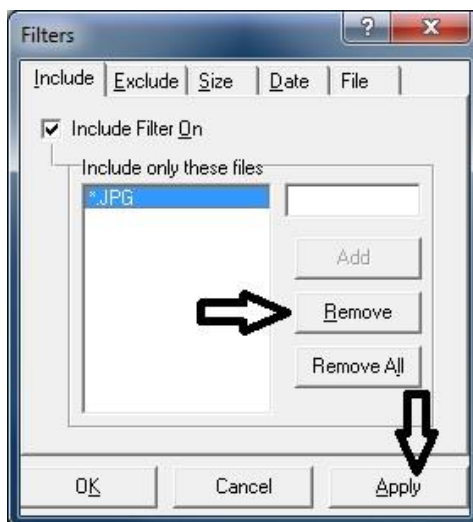 Filters
Include Exclude Size Date File
Include Filter On
Include only these files
*.JPG
Add
Remove
Remove All
OK Cancel Apply